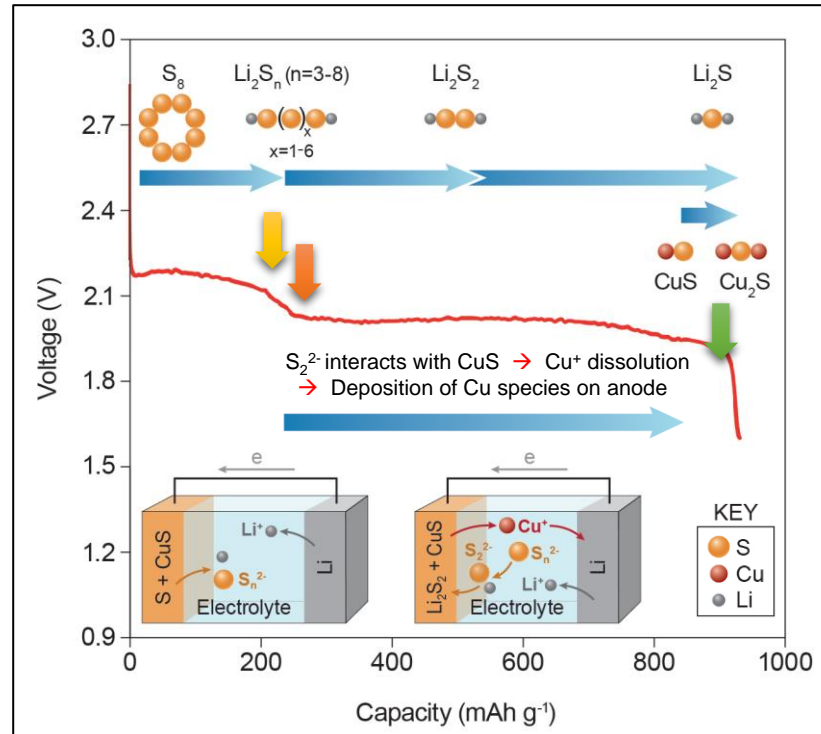 3.0
2.7
2.4
2.1
1.8
1.5
1.2
0.9
Voltage (V)
S₈
Li₂Sₙ (n=3-8)
Li₂S₂
Li₂S
( )ₓ
x=1-6
CuS
Cu₂S
S₂²⁻ interacts with CuS → Cu⁺ dissolution
→ Deposition of Cu species on anode
e
S + CuS
Li⁺
Sₙ²⁻
Li
Electrolyte
e
Li₂S₂ + CuS
Cu⁺
S₂²⁻
Sₙ²⁻
Li⁺
Li
Electrolyte
KEY
S
Cu
Li
0
200
400
600
800
1000
Capacity (mAh g⁻¹)